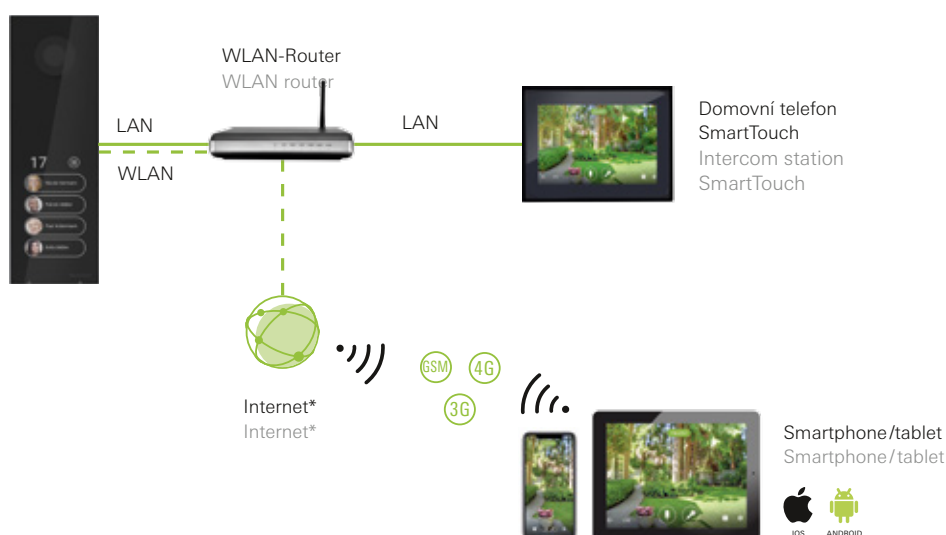 WLAN-Router
WLAN router
LAN
LAN
WLAN
Domovní telefon
SmartTouch
Intercom station
SmartTouch
17
GSM
4G
3G
Internet*
Internet*
Smartphone/tablet
Smartphone/tablet
IOS
ANDROID